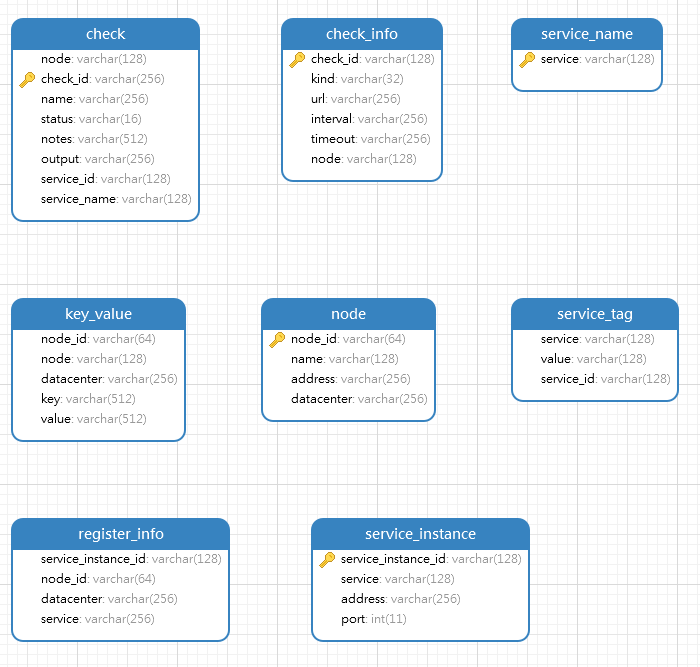 check
node: varchar(128)
check_id: varchar(256)
name: varchar(256)
status: varchar(16)
notes: varchar(512)
output: varchar(256)
service_id: varchar(128)
service_name: varchar(128)
check_info
check_id: varchar(128)
kind: varchar(32)
url: varchar(256)
interval: varchar(256)
timeout: varchar(256)
node: varchar(128)
service_name
service: varchar(128)
key_value
node_id: varchar(64)
node: varchar(128)
datacenter: varchar(256)
key: varchar(512)
value: varchar(512)
node
node_id: varchar(64)
name: varchar(128)
address: varchar(256)
datacenter: varchar(256)
service_tag
service: varchar(128)
value: varchar(128)
service_id: varchar(128)
register_info
service_instance_id: varchar(128)
node_id: varchar(64)
datacenter: varchar(256)
service: varchar(256)
service_instance
service_instance_id: varchar(128)
service: varchar(128)
address: varchar(256)
port: int(11)